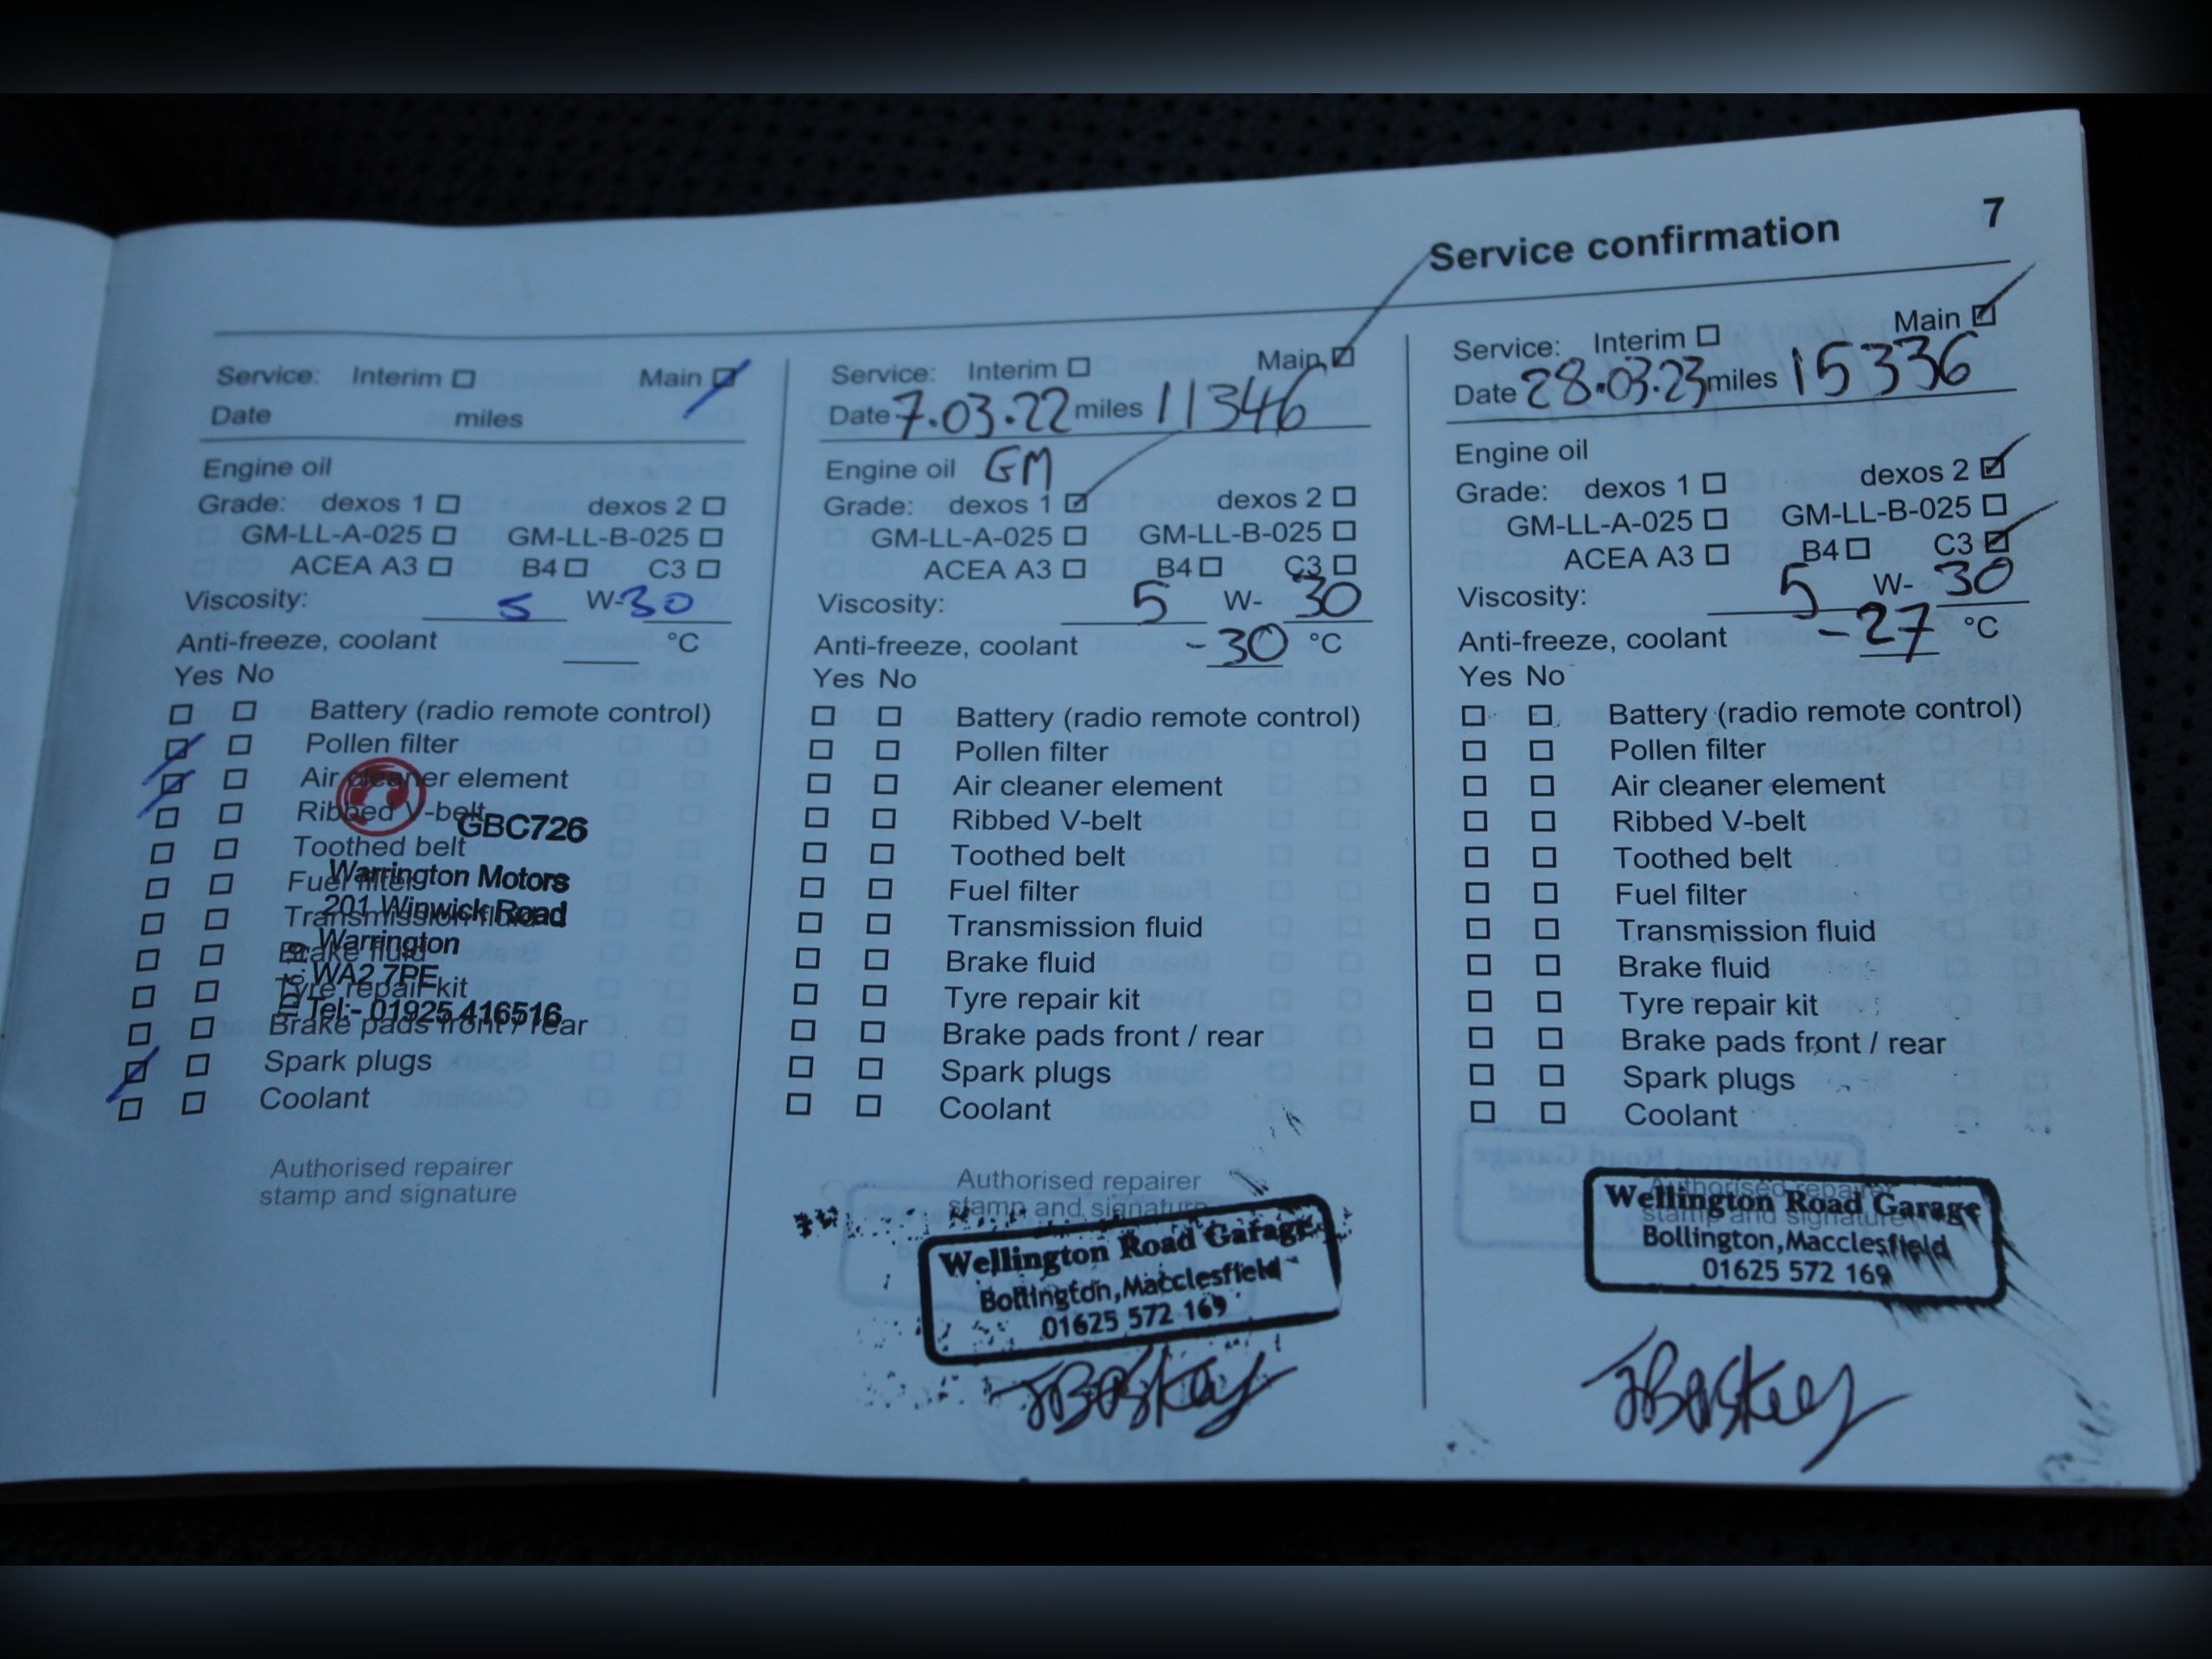 Service confirmation 7
Service: Interim Main
Date miles
Engine oil
Grade: dexos 1 dexos 2
GM-LL-A-025 GM-LL-B-025
ACEA A3 B4 C3
Viscosity: 5 W-30
Anti-freeze, coolant °C
Yes No
Battery (radio remote control)
Pollen filter
Air cleaner element
Ribbed V-belt
GBC726
Toothed belt
Warrington Motors
Fuel filter
201 Winwick Road
Transmission fluid
Warrington
Brake fluid
WA2 7PE
Tyre repair kit
Tel:- 01925 416516
Brake pads front / rear
Spark plugs
Coolant
Authorised repairer
stamp and signature
Service: Interim Main
Date 7.03.22 miles 11346
Engine oil GM
Grade: dexos 1 dexos 2
GM-LL-A-025 GM-LL-B-025
ACEA A3 B4 C3
Viscosity: 5 W- 30
Anti-freeze, coolant -30 °C
Yes No
Battery (radio remote control)
Pollen filter
Air cleaner element
Ribbed V-belt
Toothed belt
Fuel filter
Transmission fluid
Brake fluid
Tyre repair kit
Brake pads front / rear
Spark plugs
Coolant
Authorised repairer
stamp and signature
Wellington Road Garage
Bollington, Macclesfield
01625 572 169
Service: Interim Main
Date 28.03.23 miles 15336
Engine oil
Grade: dexos 1 dexos 2
GM-LL-A-025 GM-LL-B-025
ACEA A3 B4 C3
Viscosity: 5 W- 30
Anti-freeze, coolant -27 °C
Yes No
Battery (radio remote control)
Pollen filter
Air cleaner element
Ribbed V-belt
Toothed belt
Fuel filter
Transmission fluid
Brake fluid
Tyre repair kit
Brake pads front / rear
Spark plugs
Coolant
Authorised repairer
stamp and signature
Wellington Road Garage
Bollington, Macclesfield
01625 572 169